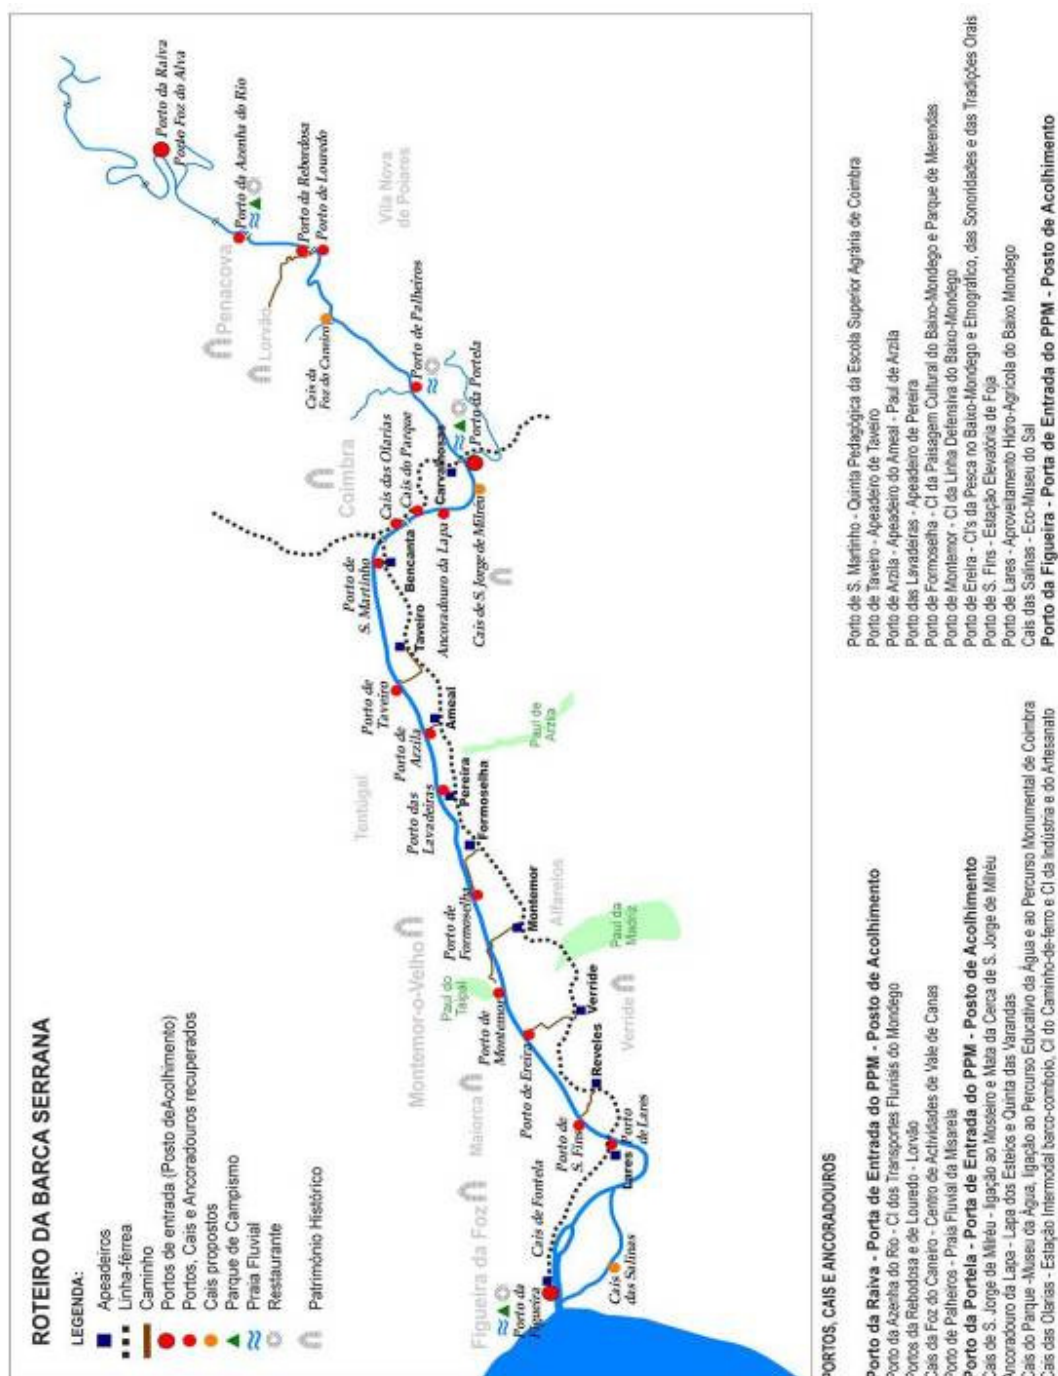 ROTEIRO DA BARCA SERRANA
LEGENDA:
Apeadeiros
Linha-férrea
Caminho
Portos de entrada (Posto deAcolhimento)
Portos, Cais e Ancoradouros recuperados
Cais propostos
Parque de Campismo
Praia Fluvial
Restaurante
Património Histórico
Figueira da Foz
Maiorca
Montemor-o-Velho
Tentúgal
Coimbra
Penacova
Lorvão
Vila Nova
de Poiares
Alfarelos
Verride
Paul do
Taipal
Paul da
Madriz
Paul de
Arzila
Porto da
Figueira
Cais de Fontela
Cais
das Salinas
Lares
Porto
de Lares
Porto de
S. Fins
Reveles
Porto de Ereira
Verride
Porto de
Montemor
Montemor
Porto de
Formoselha
Formoselha
Porto das
Lavadeiras
Pereira
Porto de
Arzila
Ameal
Porto de
Taveiro
Taveiro
Porto de
S. Martinho
Bencanta
Cais das Olarias
Cais do Parque
Ancoradouro da Lapa
Carvalhosas
Cais de S. Jorge de Milréu
Porto da Portela
Porto de Palheiros
Cais da
Foz do Caneiro
Porto de Louredo
Porto da Rebordosa
Porto da Azenha do Rio
Porto Foz do Alva
Porto da Raiva
PORTOS, CAIS E ANCORADOUROS
Porto da Raiva - Porta de Entrada do PPM - Posto de Acolhimento
Porto da Azenha do Rio - CI dos Transportes Fluviais do Mondego
Portos da Rebodosa e de Louredo - Lorvão
Cais da Foz do Caneiro - Centro de Actividades de Vale de Canas
Porto de Palheiros - Praia Fluvial da Misarela
Porto da Portela - Porta de Entrada do PPM - Posto de Acolhimento
Cais de S. Jorge de Milréu - ligação ao Mosteiro e Mata da Cerca de S. Jorge de Milréu
Ancoradouro da Lapa - Lapa dos Esteios e Quinta das Varandas
Cais do Parque -Museu da Água, ligação ao Percurso Educativo da Água e ao Percurso Monumental de Coimbra
Cais das Olarias - Estação Intermodal barco-comboio, CI do Caminho-de-ferro e CI da Indústria e do Artesanato
Porto de S. Martinho - Quinta Pedagógica da Escola Superior Agrária de Coimbra
Porto de Taveiro - Apeadeiro de Taveiro
Porto de Arzila - Apeadeiro do Ameal - Paul de Arzila
Porto das Lavadeiras - Apeadeiro de Pereira
Porto de Formoselha - CI da Paisagem Cultural do Baixo-Mondego e Parque de Merendas
Porto de Montemor - CI da Linha Defensiva do Baixo-Mondego
Porto de Ereira - CI's da Pesca no Baixo-Mondego e Etnográfico, das Sonoridades e das Tradições Orais
Porto de S. Fins - Estação Elevatória de Foja
Porto de Lares - Aproveitamento Hidro-Agrícola do Baixo Mondego
Cais das Salinas - Eco-Museu do Sal
Porto da Figueira - Porta de Entrada do PPM - Posto de Acolhimento